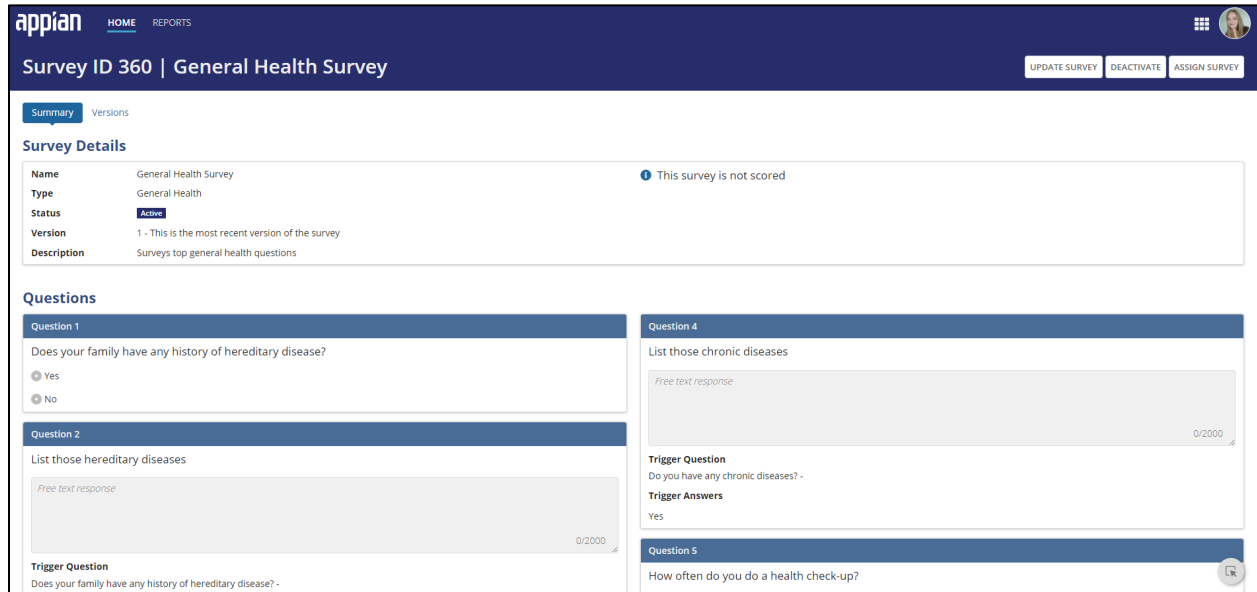 appian HOME REPORTS
Survey ID 360 | General Health Survey
UPDATE SURVEY DEACTIVATE ASSIGN SURVEY
Summary Versions
Survey Details
Name General Health Survey
Type General Health
Status Active
Version 1 - This is the most recent version of the survey
Description Surveys top general health questions
This survey is not scored
Questions
Question 1
Does your family have any history of hereditary disease?
Yes
No
Question 2
List those hereditary diseases
Free text response
0/2000
Trigger Question
Does your family have any history of hereditary disease? -
Question 4
List those chronic diseases
Free text response
0/2000
Trigger Question
Do you have any chronic diseases? -
Trigger Answers
Yes
Question 5
How often do you do a health check-up?